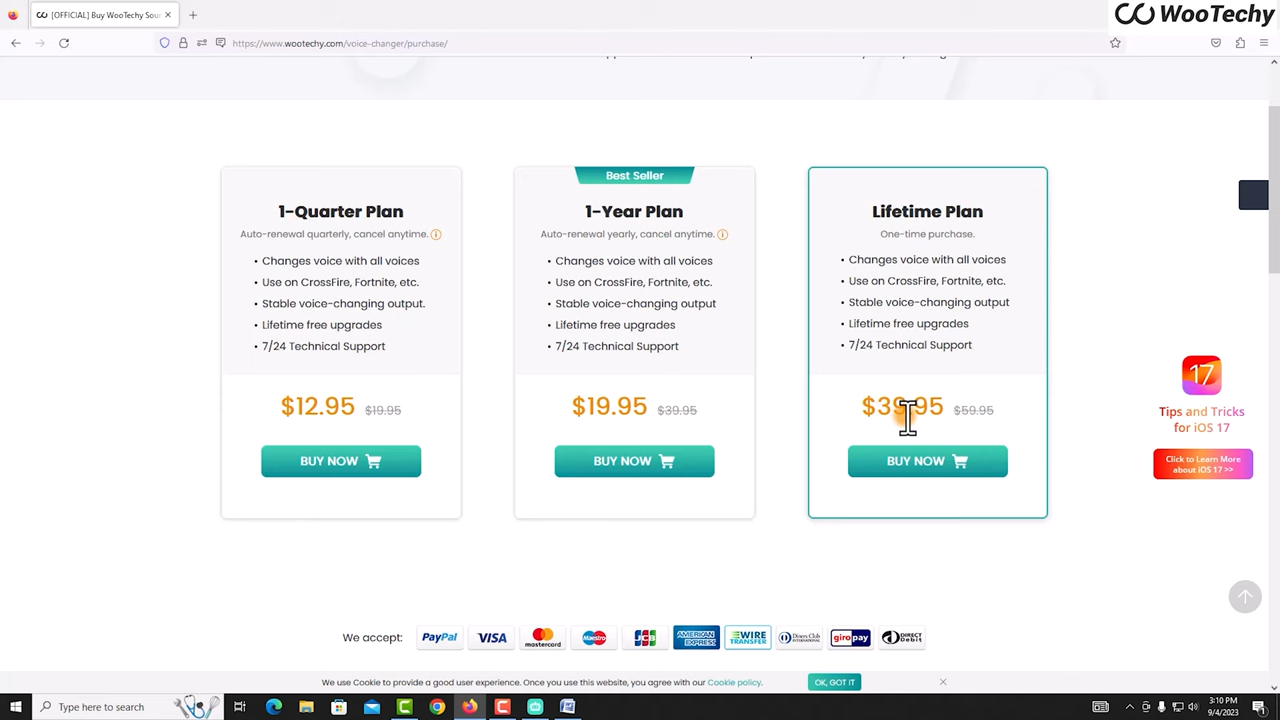 [OFFICIAL] Buy WooTechy Sou
WooTechy
https://www.wootechy.com/voice-changer/purchase/
Best Seller
1-Quarter Plan
Auto-renewal quarterly, cancel anytime.
• Changes voice with all voices
• Use on CrossFire, Fortnite, etc.
• Stable voice-changing output.
• Lifetime free upgrades
• 7/24 Technical Support
$12.95 $19.95
BUY NOW
1-Year Plan
Auto-renewal yearly, cancel anytime.
• Changes voice with all voices
• Use on CrossFire, Fortnite, etc.
• Stable voice-changing output
• Lifetime free upgrades
• 7/24 Technical Support
$19.95 $39.95
BUY NOW
Lifetime Plan
One-time purchase.
• Changes voice with all voices
• Use on CrossFire, Fortnite, etc.
• Stable voice-changing output
• Lifetime free upgrades
• 7/24 Technical Support
$39.95 $59.95
BUY NOW
17
Tips and Tricks
for iOS 17
Click to Learn More
about iOS 17 >>
We accept: PayPal VISA mastercard Maestro JCB AMERICAN EXPRESS WIRE TRANSFER Diners Club INTERNATIONAL giropay DIRECT Debit
We use Cookie to provide a good user experience. Once you use this website, you agree with our Cookie policy.
OK, GOT IT
Type here to search
3:10 PM
9/4/2023